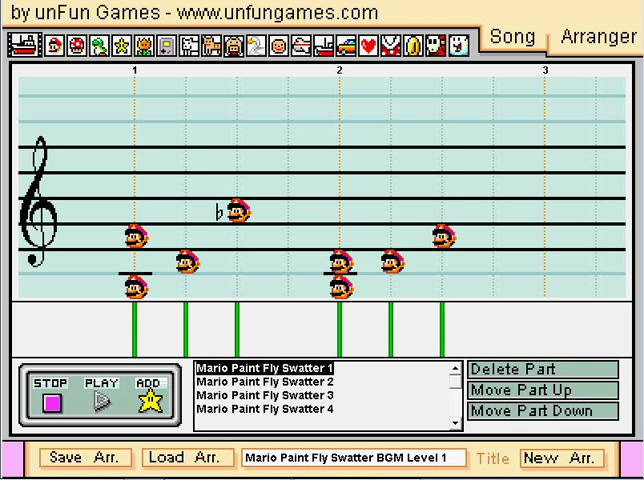 by unFun Games - www.unfungames.com
Song
Arranger
1
2
3
STOP
PLAY
ADD
Mario Paint Fly Swatter 1
Mario Paint Fly Swatter 2
Mario Paint Fly Swatter 3
Mario Paint Fly Swatter 4
Delete Part
Move Part Up
Move Part Down
Save Arr.
Load Arr.
Mario Paint Fly Swatter BGM Level 1
Title
New Arr.